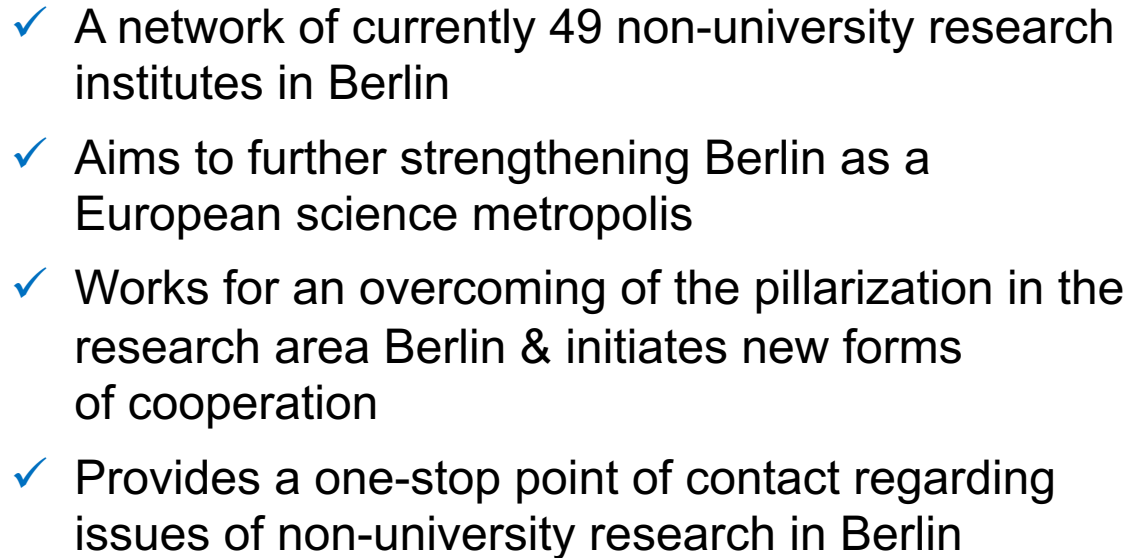 ✓ A network of currently 49 non-university research
institutes in Berlin
✓ Aims to further strengthening Berlin as a
European science metropolis
✓ Works for an overcoming of the pillarization in the
research area Berlin & initiates new forms
of cooperation
✓ Provides a one-stop point of contact regarding
issues of non-university research in Berlin